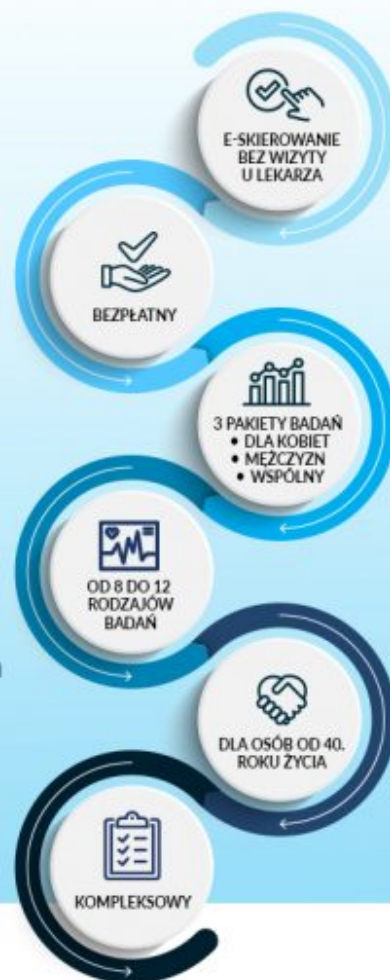 E-SKIEROWANIE
BEZ WIZYTY
U LEKARZA
BEZPŁATNY
3 PAKIETY BADAŃ
• DLA KOBIET
• MĘŻCZYZN
• WSPÓLNY
OD 8 DO 12
RODZAJÓW
BADAŃ
DLA OSÓB OD 40.
ROKU ŻYCIA
KOMPLEKSOWY